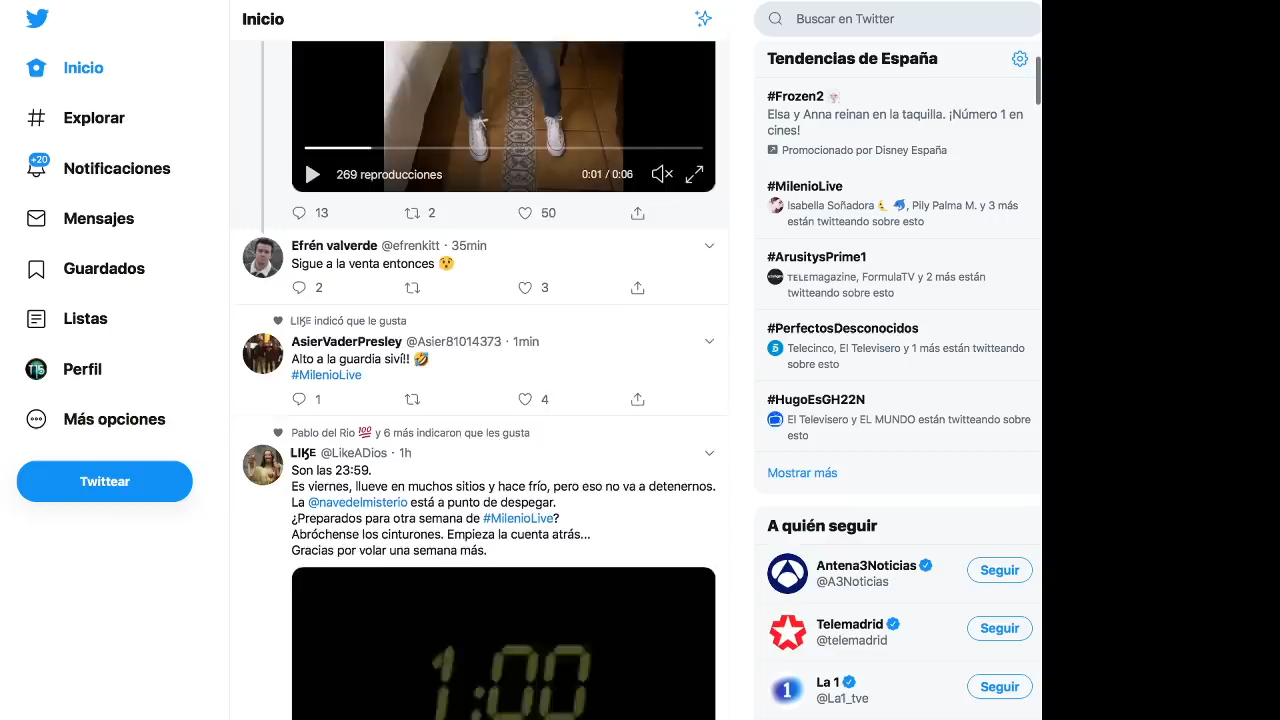 Inicio
Explorar
+20
Notificaciones
Mensajes
Guardados
Listas
Perfil
Más opciones
Twittear
Inicio
269 reproducciones
0:01 / 0:06
13
2
50
Efrén valverde @efrenkitt · 35min
Sigue a la venta entonces 😯
2
3
LIӃE indicó que le gusta
AsierVaderPresley @Asier81014373 · 1min
Alto a la guardia siví!! 🤣
#MilenioLive
1
4
Pablo del Rio 💯 y 6 más indicaron que les gusta
LIӃE @LikeADios · 1h
Son las 23:59.
Es viernes, llueve en muchos sitios y hace frío, pero eso no va a detenernos.
La @navedelmisterio está a punto de despegar.
¿Preparados para otra semana de #MilenioLive?
Abróchense los cinturones. Empieza la cuenta atrás...
Gracias por volar una semana más.
1:00
Buscar en Twitter
Tendencias de España
#Frozen2
Elsa y Anna reinan en la taquilla. ¡Número 1 en
cines!
Promocionado por Disney España
#MilenioLive
Isabella Soñadora 🌜 🐬, Pily Palma M. y 3 más
están twitteando sobre esto
#ArusitysPrime1
TELEmagazine, FormulaTV y 2 más están
twitteando sobre esto
#PerfectosDesconocidos
Telecinco, El Televisero y 1 más están twitteando
sobre esto
#HugoEsGH22N
El Televisero y EL MUNDO están twitteando sobre
esto
Mostrar más
A quién seguir
Antena3Noticias
@A3Noticias
Seguir
Telemadrid
@telemadrid
Seguir
1
La 1
@La1_tve
Seguir